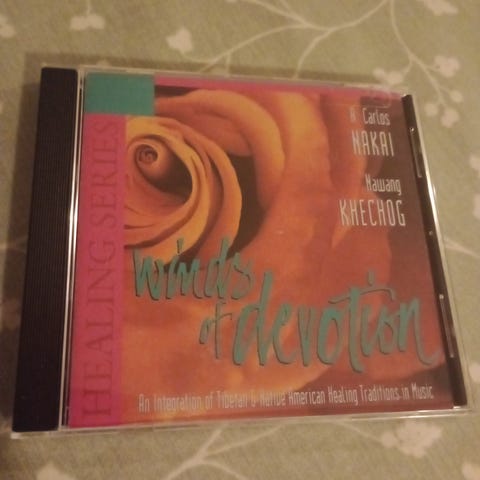 HEALING SERIES
R Carlos
NAKAI
Nawang
KHECHOG
winds
of devotion
An Integration of Tibetan & Native American Healing Traditions in Music